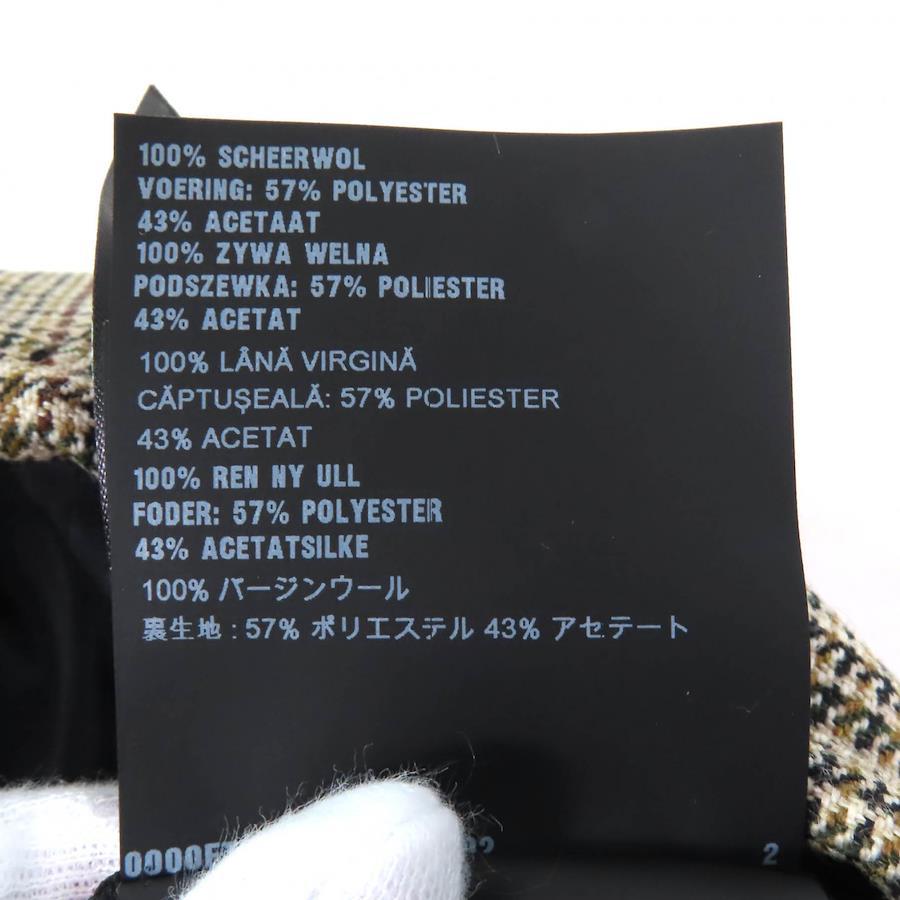 100% SCHEERWOL
VOERING: 57% POLYESTER
43% ACETAAT
100% ZYWA WELNA
PODSZEWKA: 57% POLIESTER
43% ACETAT
100% LÂNĂ VIRGINĂ
CĂPTUȘEALĂ: 57% POLIESTER
43% ACETAT
100% REN NY ULL
FODER: 57% POLYESTER
43% ACETATSILKE
100% バージンウール
裏生地 : 57% ポリエステル 43% アセテート
2